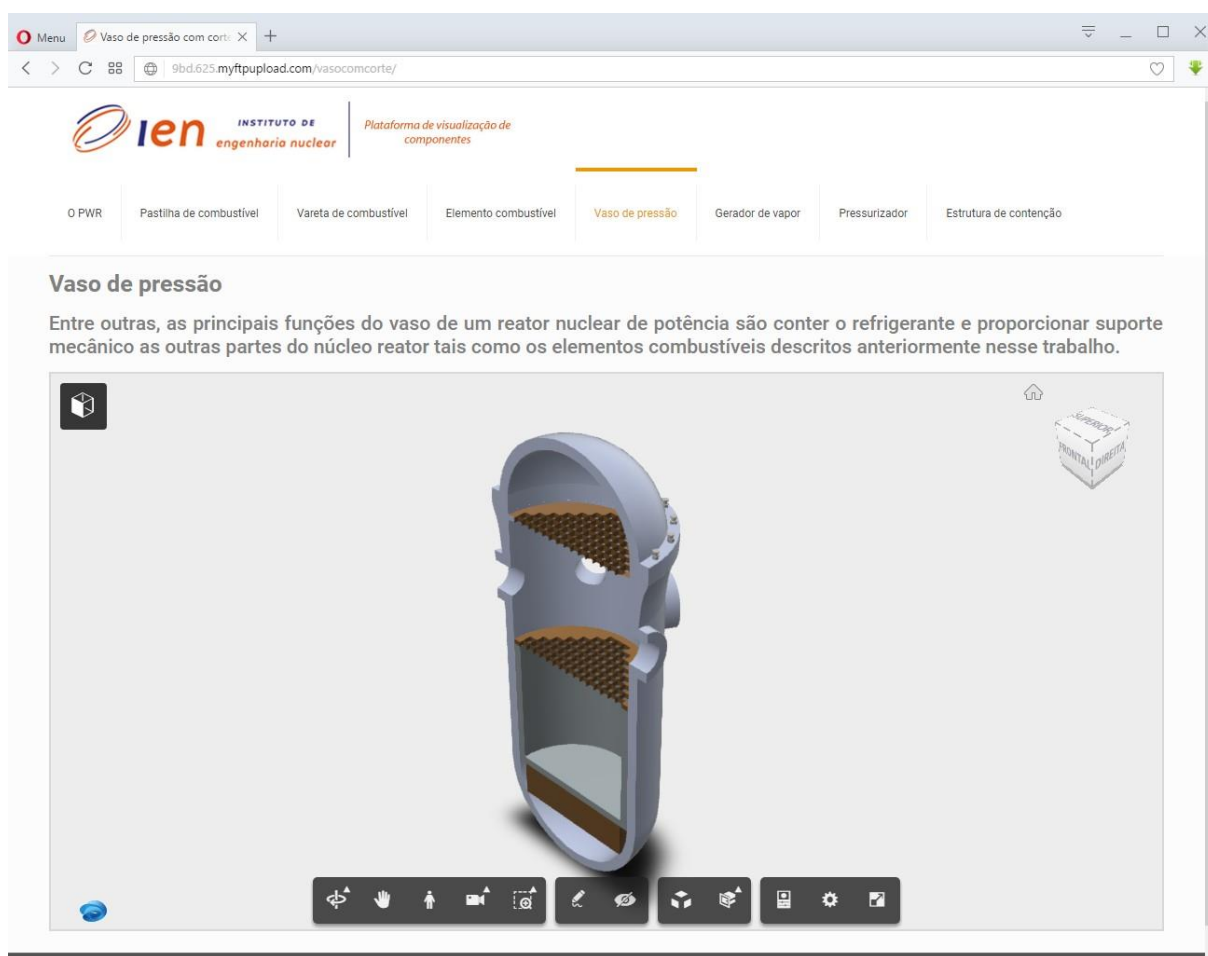 Menu
Vaso de pressão com cort
9bd.625.myftpupload.com/vasocomcorte/
ien
INSTITUTO DE
engenharia nuclear
Plataforma de visualização de
componentes
O PWR Pastilha de combustível Vareta de combustível Elemento combustível Vaso de pressão Gerador de vapor Pressurizador Estrutura de contenção
Vaso de pressão
Entre outras, as principais funções do vaso de um reator nuclear de potência são conter o refrigerante e proporcionar suporte
mecânico as outras partes do núcleo reator tais como os elementos combustíveis descritos anteriormente nesse trabalho.
SUPERIOR
FRONTAL DIREITA